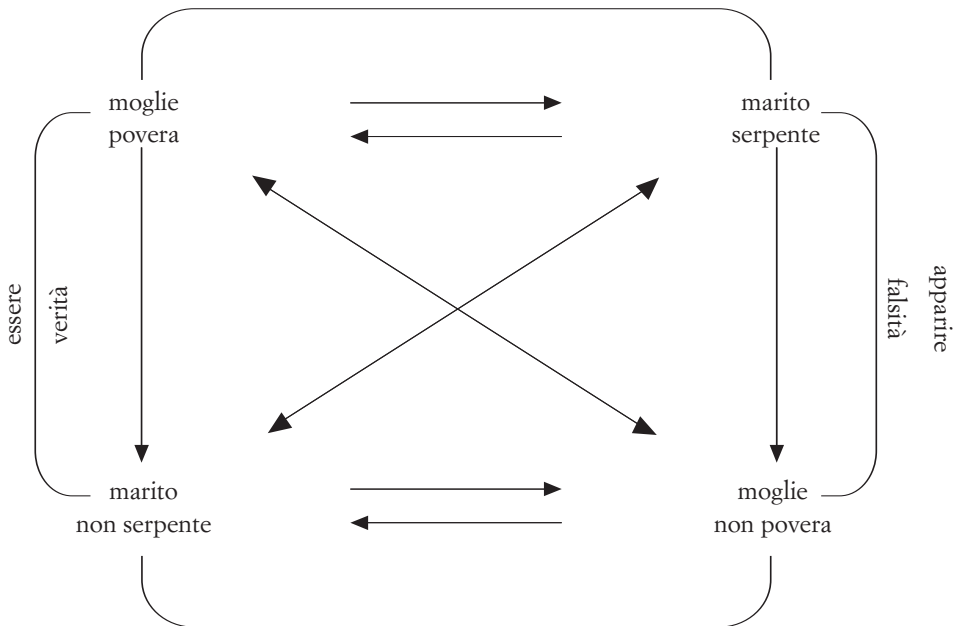 moglie
povera
marito
serpente
essere
verità
falsità
apparire
marito
non serpente
moglie
non povera